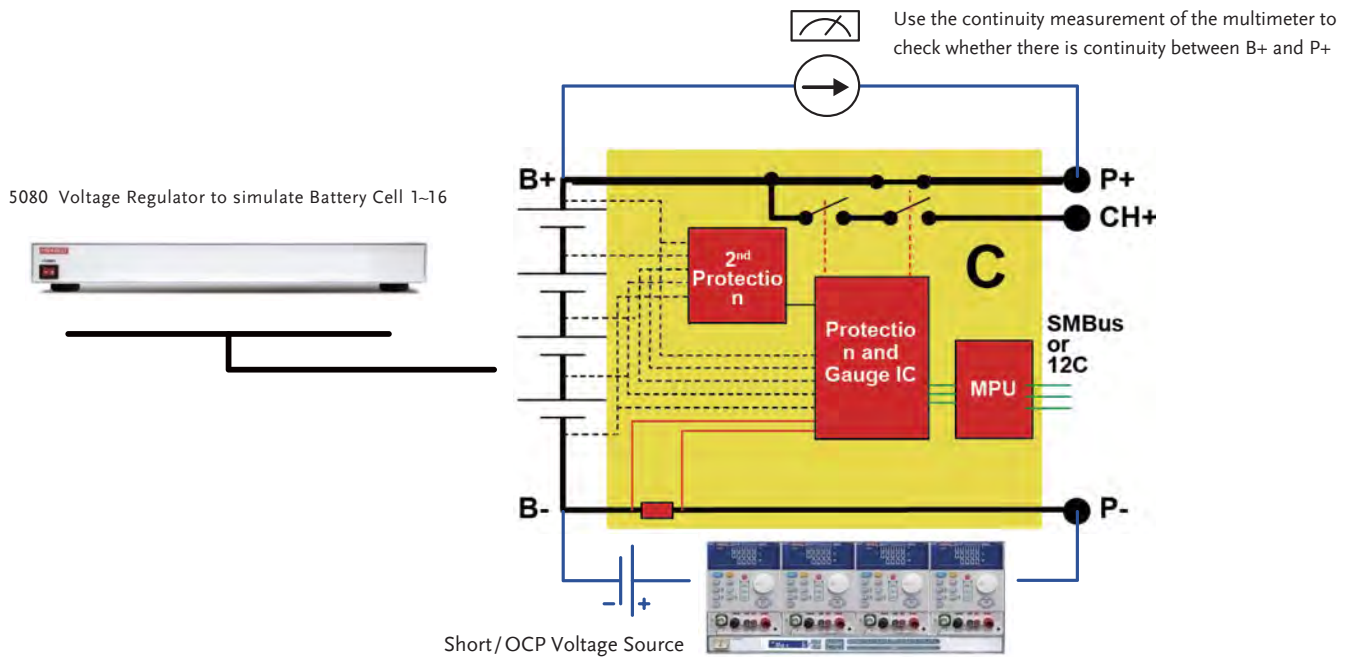 Use the continuity measurement of the multimeter to
check whether there is continuity between B+ and P+
5080 Voltage Regulator to simulate Battery Cell 1~16
B+
P+
CH+
2nd
Protectio
n
C
Protectio
n and
Gauge IC
MPU
SMBus
or
12C
B-
P-
- +
Short / OCP Voltage Source